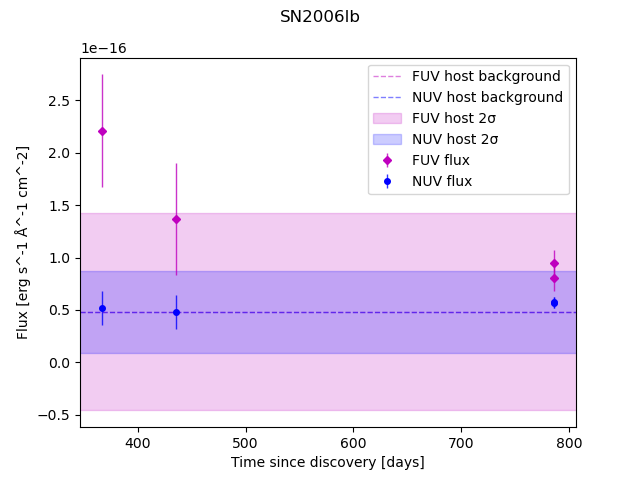 SN2006lb
1e−16
FUV host background
NUV host background
FUV host 2σ
NUV host 2σ
FUV flux
NUV flux
2.5
2.0
1.5
1.0
0.5
0.0
−0.5
Flux [erg s^-1 Å^-1 cm^-2]
400 500 600 700 800
Time since discovery [days]